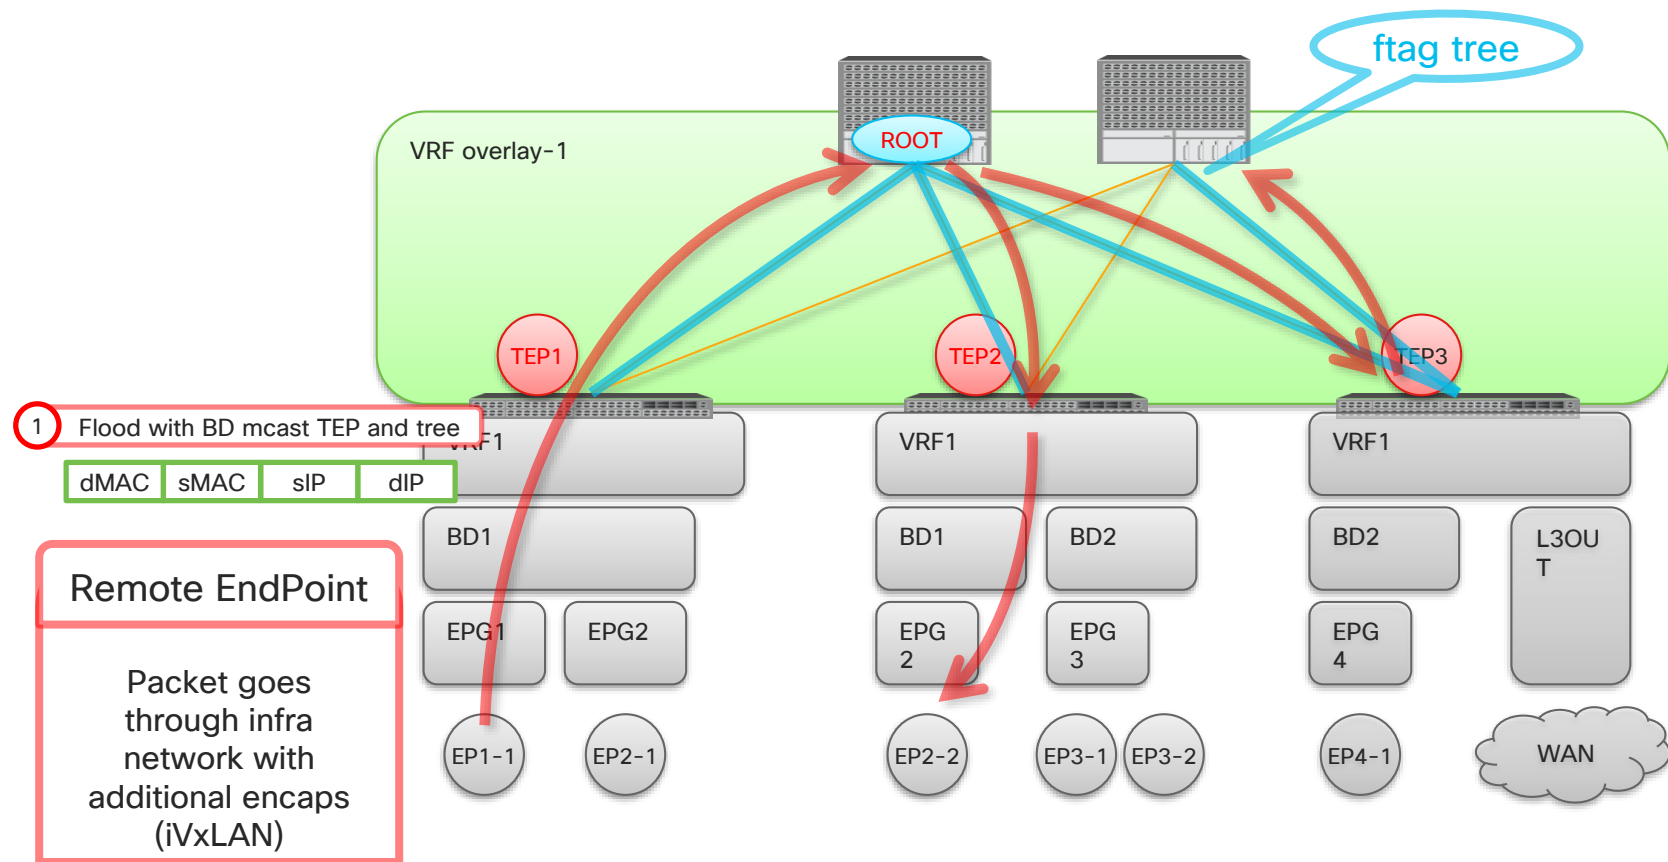 ftag tree
ROOT
VRF overlay-1
TEP1
TEP2
TEP3
1
Flood with BD mcast TEP and tree
dMAC sMAC sIP dIP
VRF1
VRF1
VRF1
BD1
BD1
BD2
BD2
L3OU
T
EPG1
EPG2
EPG
2
EPG
3
EPG
4
EP1-1
EP2-1
EP2-2
EP3-1
EP3-2
EP4-1
WAN
Remote EndPoint
Packet goes
through infra
network with
additional encaps
(iVxLAN)